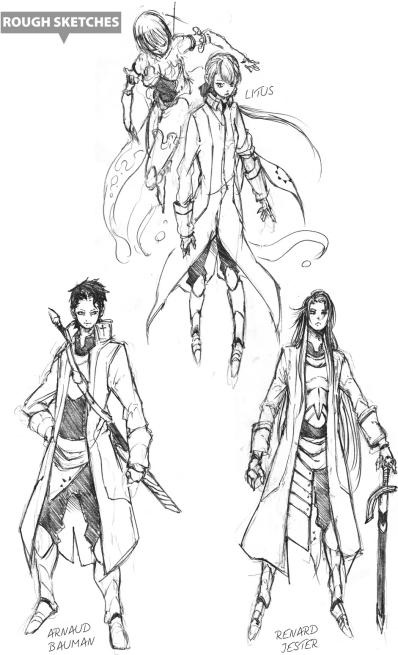 ROUGH SKETCHES
LITUS
ARNAUD
BAUMAN
RENARD
JESTER